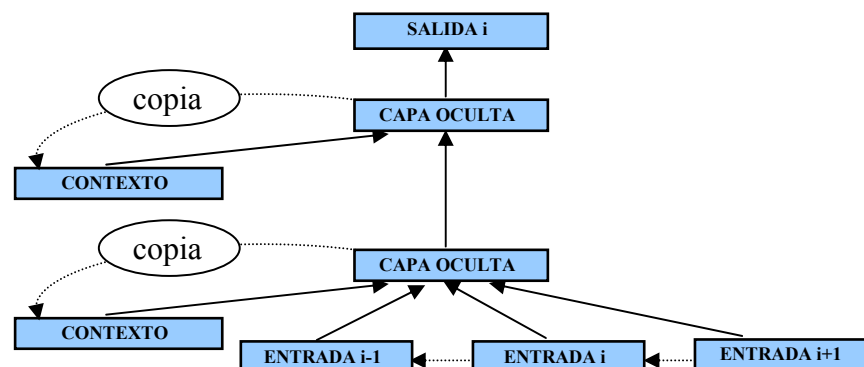 SALIDA i
copia
CAPA OCULTA
CONTEXTO
copia
CAPA OCULTA
CONTEXTO
ENTRADA i-1
ENTRADA i
ENTRADA i+1